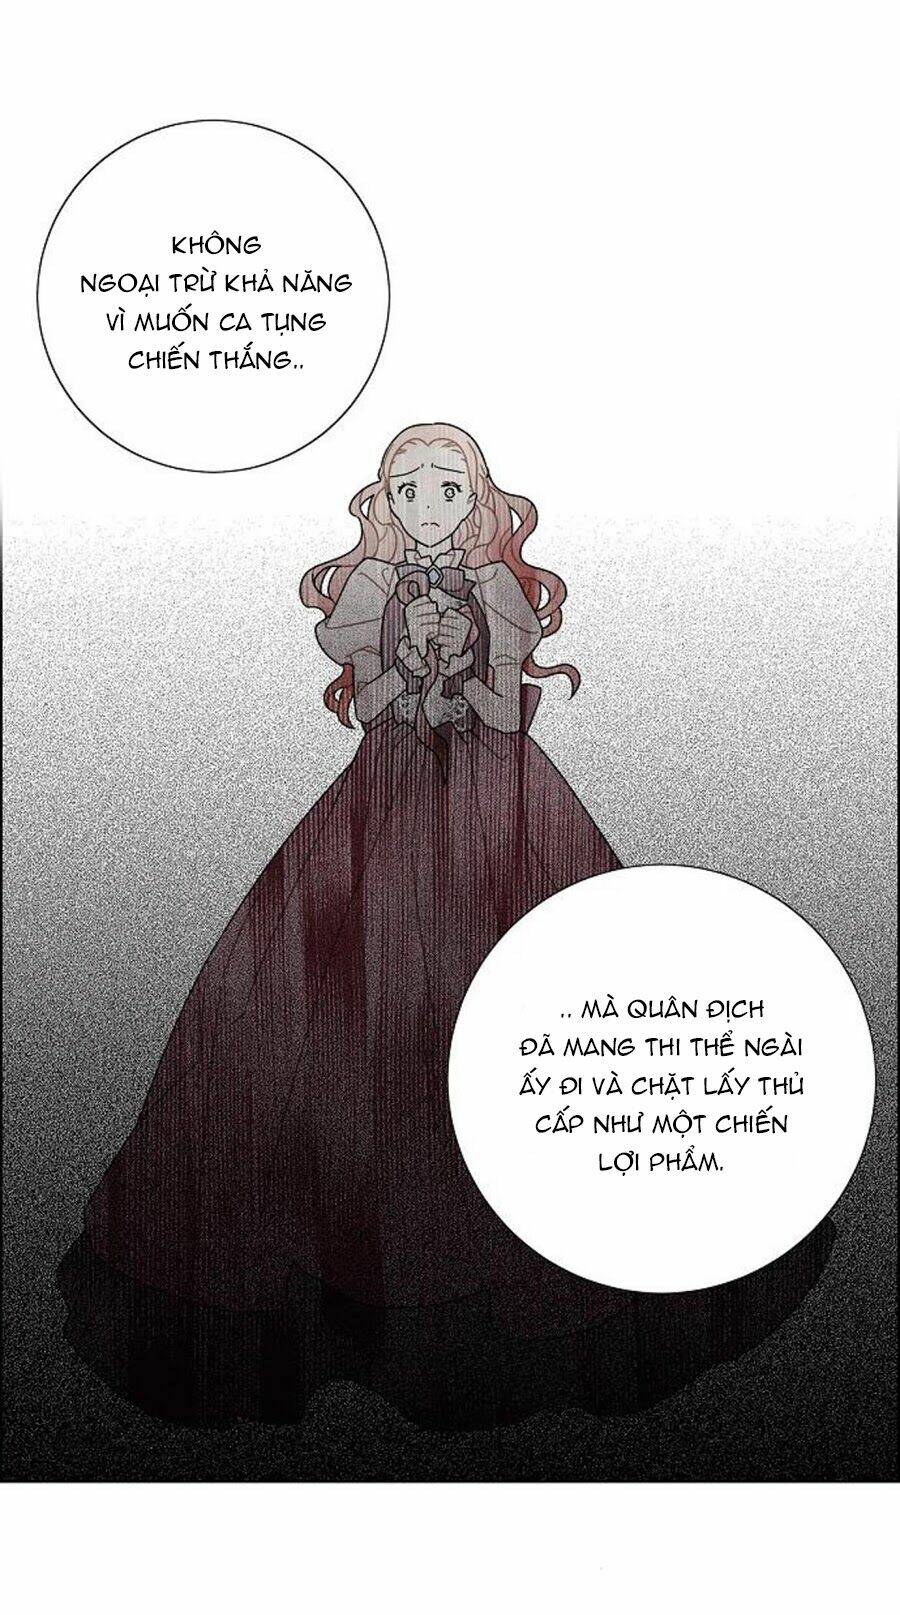 KHÔNG
NGOẠI TRỪ KHẢ NĂNG
VÌ MUỐN CA TỤNG
CHIẾN THẮNG..
.. MÀ QUÂN ĐỊCH
ĐÃ MANG THI THỂ NGÀI
ẤY ĐI VÀ CHẶT LẤY THỦ
CẤP NHƯ MỘT CHIẾN
LỢI PHẨM.